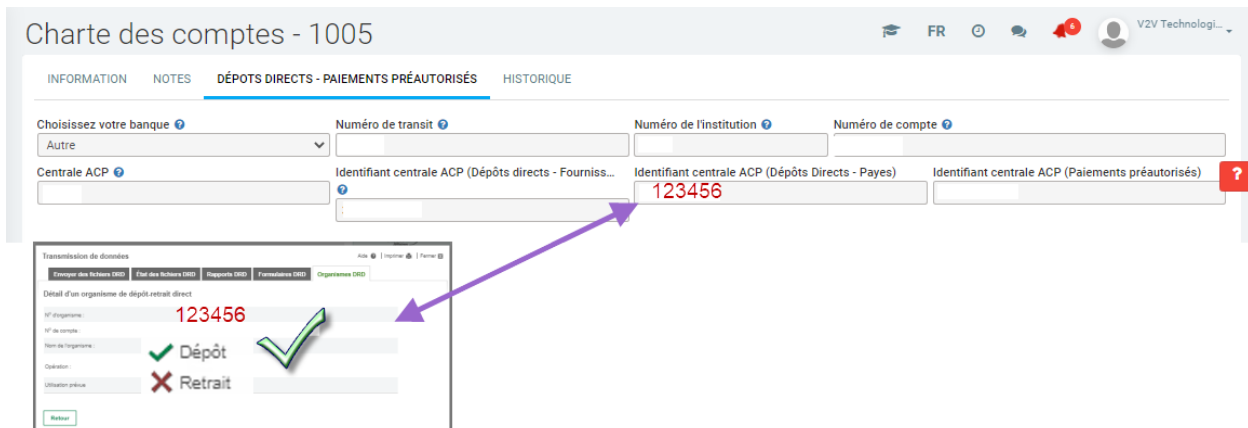 Charte des comptes - 1005
FR
6
V2V Technologi...
INFORMATION NOTES DÉPOTS DIRECTS - PAIEMENTS PRÉAUTORISÉS HISTORIQUE
Choisissez votre banque Numéro de transit Numéro de l'institution Numéro de compte
Autre
Centrale ACP Identifiant centrale ACP (Dépôts directs - Fourniss... Identifiant centrale ACP (Dépôts Directs - Payes) Identifiant centrale ACP (Paiements préautorisés)
?
123456
Transmission de données Aide | Imprimer | Fermer
Envoyer des fichiers DRD État des fichiers DRD Rapports DRD Formulaires DRD Organismes DRD
Détail d'un organisme de dépôt-retrait direct
N° d'organisme : 123456
N° de compte :
Nom de l'organisme :
Dépôt
Opération :
Utilisation prévue
Retrait
Retour